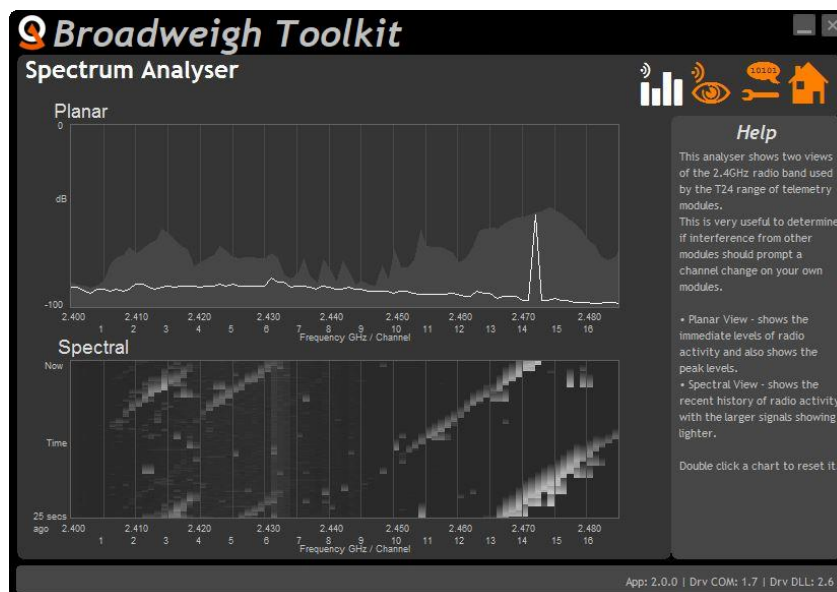 Broadweigh Toolkit
Spectrum Analyser
10101
Planar
0
dB
-100
2.400 2.410 2.420 2.430 2.440 2.450 2.460 2.470 2.480
1 2 3 4 5 6 7 8 9 10 11 12 13 14 15 16
Frequency GHz / Channel
Spectral
Now
Time
25 secs
ago
2.400 2.410 2.420 2.430 2.440 2.450 2.460 2.470 2.480
1 2 3 4 5 6 7 8 9 10 11 12 13 14 15 16
Frequency GHz / Channel
Help
This analyser shows two views
of the 2.4GHz radio band used
by the T24 range of telemetry
modules.
This is very useful to determine
if interference from other
modules should prompt a
channel change on your own
modules.
• Planar View - shows the
immediate levels of radio
activity and also shows the
peak levels.
• Spectral View - shows the
recent history of radio activity
with the larger signals showing
lighter.
Double click a chart to reset it
App: 2.0.0 | Drv COM: 1.7 | Drv DLL: 2.6